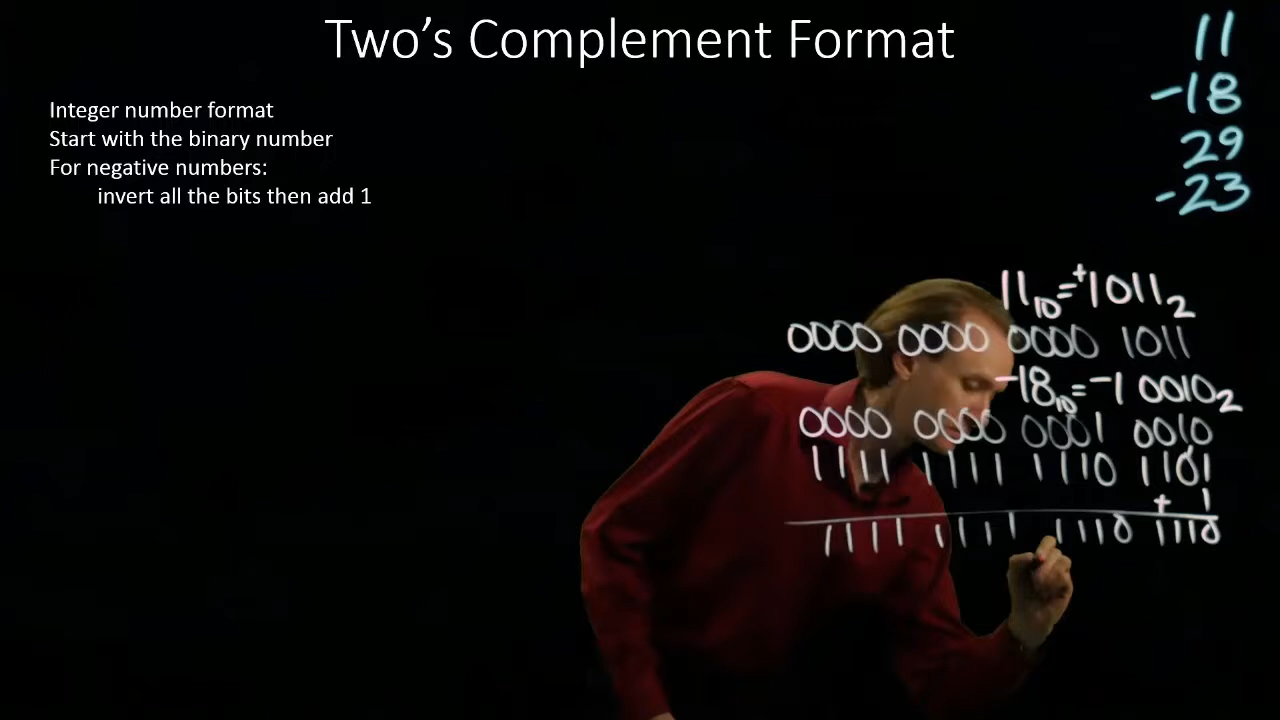 Two's Complement Format
Integer number format
Start with the binary number
For negative numbers:
invert all the bits then add 1
11
-18
29
-23
11₁₀=⁺1011₂
0000 0000 0000 1011
-18₁₀=⁻1 0010₂
0000 0000 0001 0010
1111 1111 1110 1101
+ 1
1111 1111 1110 1110